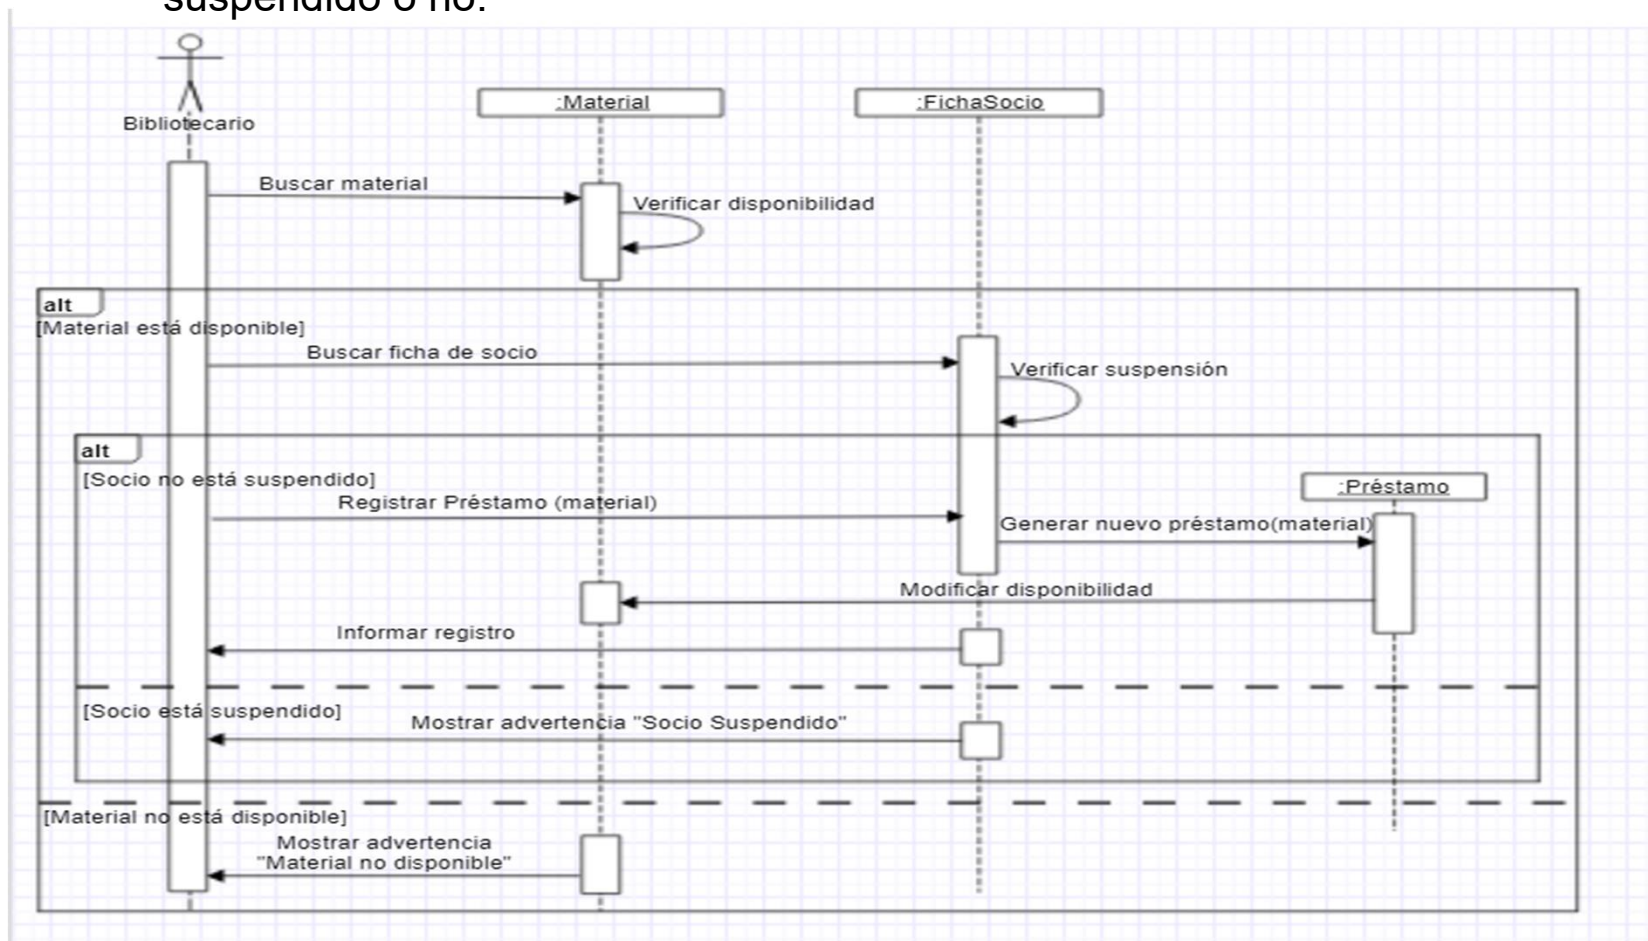 suspendido o no.
Bibliotecario
:Material
:FichaSocio
Buscar material
Verificar disponibilidad
alt
[Material está disponible]
Buscar ficha de socio
Verificar suspensión
alt
[Socio no está suspendido]
:Préstamo
Registrar Préstamo (material)
Generar nuevo préstamo(material)
Modificar disponibilidad
Informar registro
[Socio está suspendido]
Mostrar advertencia "Socio Suspendido"
[Material no está disponible]
Mostrar advertencia
"Material no disponible"